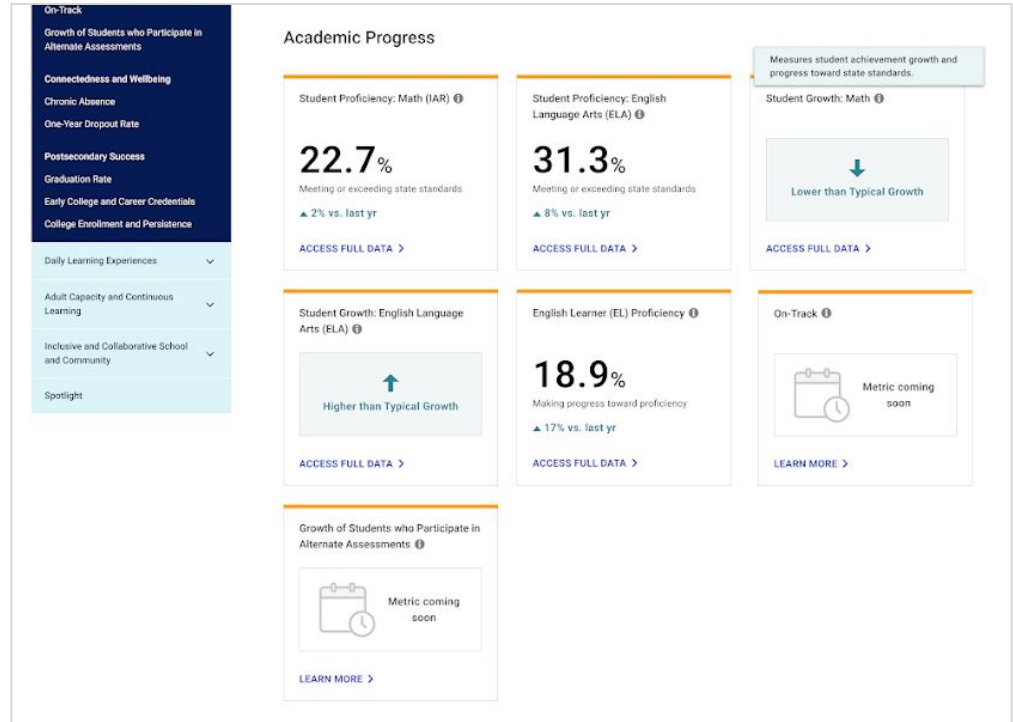 On-Track
Growth of Students who Participate in
Alternate Assessments
Connectedness and Wellbeing
Chronic Absence
One-Year Dropout Rate
Postsecondary Success
Graduation Rate
Early College and Career Credentials
College Enrollment and Persistence
Daily Learning Experiences
Adult Capacity and Continuous
Learning
Inclusive and Collaborative School
and Community
Spotlight
Academic Progress
Measures student achievement growth and
progress toward state standards.
Student Proficiency: Math (IAR)
22.7%
Meeting or exceeding state standards
▲ 2% vs. last yr
ACCESS FULL DATA >
Student Proficiency: English
Language Arts (ELA)
31.3%
Meeting or exceeding state standards
▲ 8% vs. last yr
ACCESS FULL DATA >
Student Growth: Math
Lower than Typical Growth
ACCESS FULL DATA >
Student Growth: English Language
Arts (ELA)
Higher than Typical Growth
ACCESS FULL DATA >
English Learner (EL) Proficiency
18.9%
Making progress toward proficiency
▲ 17% vs. last yr
ACCESS FULL DATA >
On-Track
Metric coming
soon
LEARN MORE >
Growth of Students who Participate in
Alternate Assessments
Metric coming
soon
LEARN MORE >